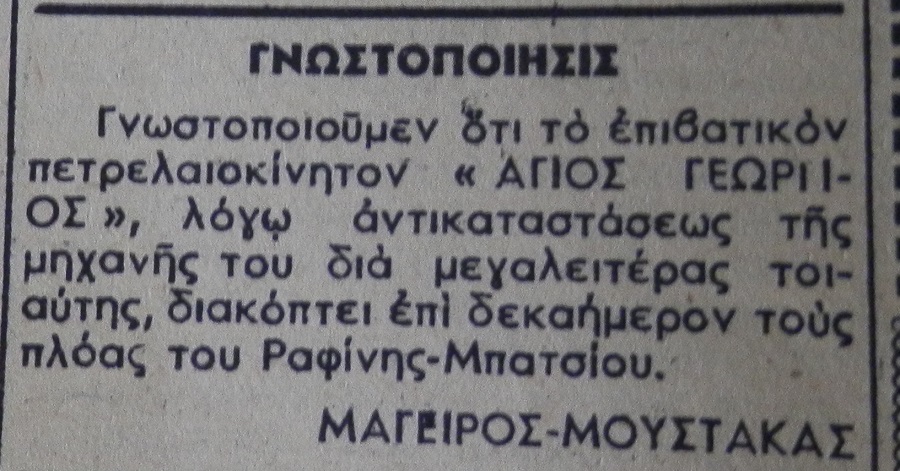 ΓΝΩΣΤΟΠΟΙΗΣΙΣ
Γνωστοποιοῦμεν ὅτι τὸ ἐπιβατικὸν
πετρελαιοκίνητον « ΑΓΙΟΣ ΓΕΩΡΓΙ-
ΟΣ », λόγῳ ἀντικαταστάσεως τῆς
μηχανῆς του διὰ μεγαλειτέρας τοι-
αύτης, διακόπτει ἐπὶ δεκαήμερον τοὺς
πλόας του Ραφίνης-Μπατσίου.
ΜΑΓΕΙΡΟΣ-ΜΟΥΣΤΑΚΑΣ